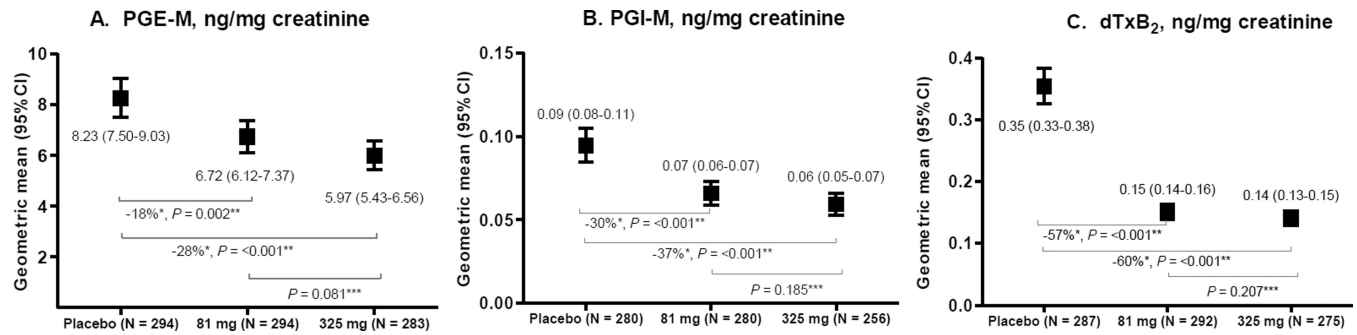 A. PGE-M, ng/mg creatinine
Geometric mean (95% CI)
10
8
6
4
2
8.23 (7.50-9.03)
6.72 (6.12-7.37)
5.97 (5.43-6.56)
-18%*, P = 0.002**
-28%*, P = <0.001**
P = 0.081***
Placebo (N = 294)
81 mg (N = 294)
325 mg (N = 283)
B. PGI-M, ng/mg creatinine
Geometric mean (95% CI)
0.15
0.10
0.05
0.00
0.09 (0.08-0.11)
0.07 (0.06-0.07)
0.06 (0.05-0.07)
-30%*, P = <0.001**
-37%*, P = <0.001**
P = 0.185***
Placebo (N = 280)
81 mg (N = 280)
325 mg (N = 256)
C. dTxB₂, ng/mg creatinine
Geometric mean (95% CI)
0.4
0.3
0.2
0.1
0.0
0.35 (0.33-0.38)
0.15 (0.14-0.16)
0.14 (0.13-0.15)
-57%*, P = <0.001**
-60%*, P = <0.001**
P = 0.207***
Placebo (N = 287)
81 mg (N = 292)
325 mg (N = 275)